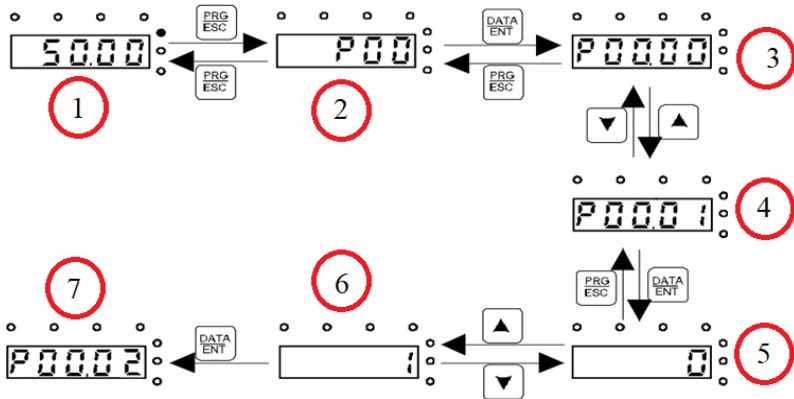 PRG
ESC
50.00
PRG
ESC
1
P00
2
DATA
ENT
PRG
ESC
P00.00
3
▼
▲
P00.01
4
PRG
ESC
DATA
ENT
7
P00.02
DATA
ENT
6
1
▲
▼
0
5